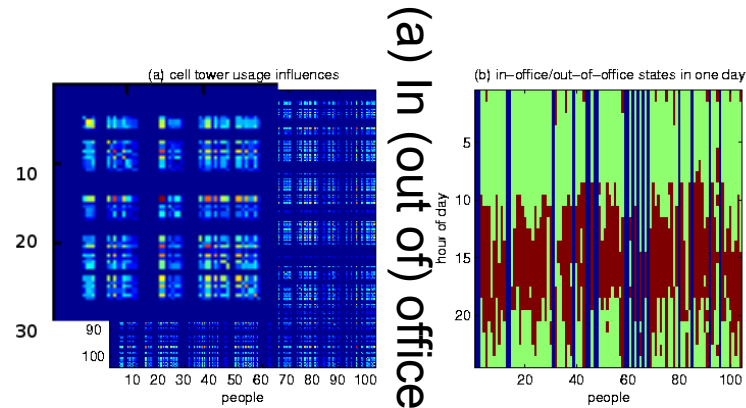 (a) cell tower usage influences
10
20
30
90
100
10 20 30 40 50 60 70 80 90 100
people
(a) In (out of) office
(b) in-office/out-of-office states in one day
hour of day
5
10
15
20
20 40 60 80 100
people